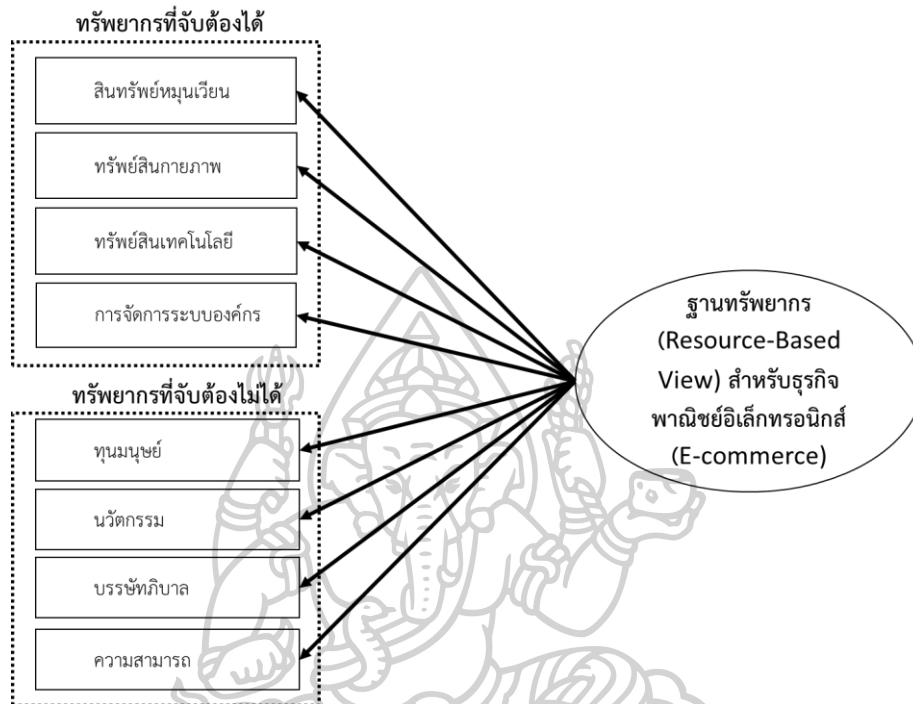 ทรัพยากรที่จับต้องได้
สินทรัพย์หมุนเวียน
ทรัพย์สินกายภาพ
ทรัพย์สินเทคโนโลยี
การจัดการระบบองค์กร
ทรัพยากรที่จับต้องไม่ได้
ทุนมนุษย์
นวัตกรรม
บรรษัทภิบาล
ความสามารถ
ฐานทรัพยากร
(Resource-Based
View) สำหรับธุรกิจ
พาณิชย์อิเล็กทรอนิกส์
(E-commerce)